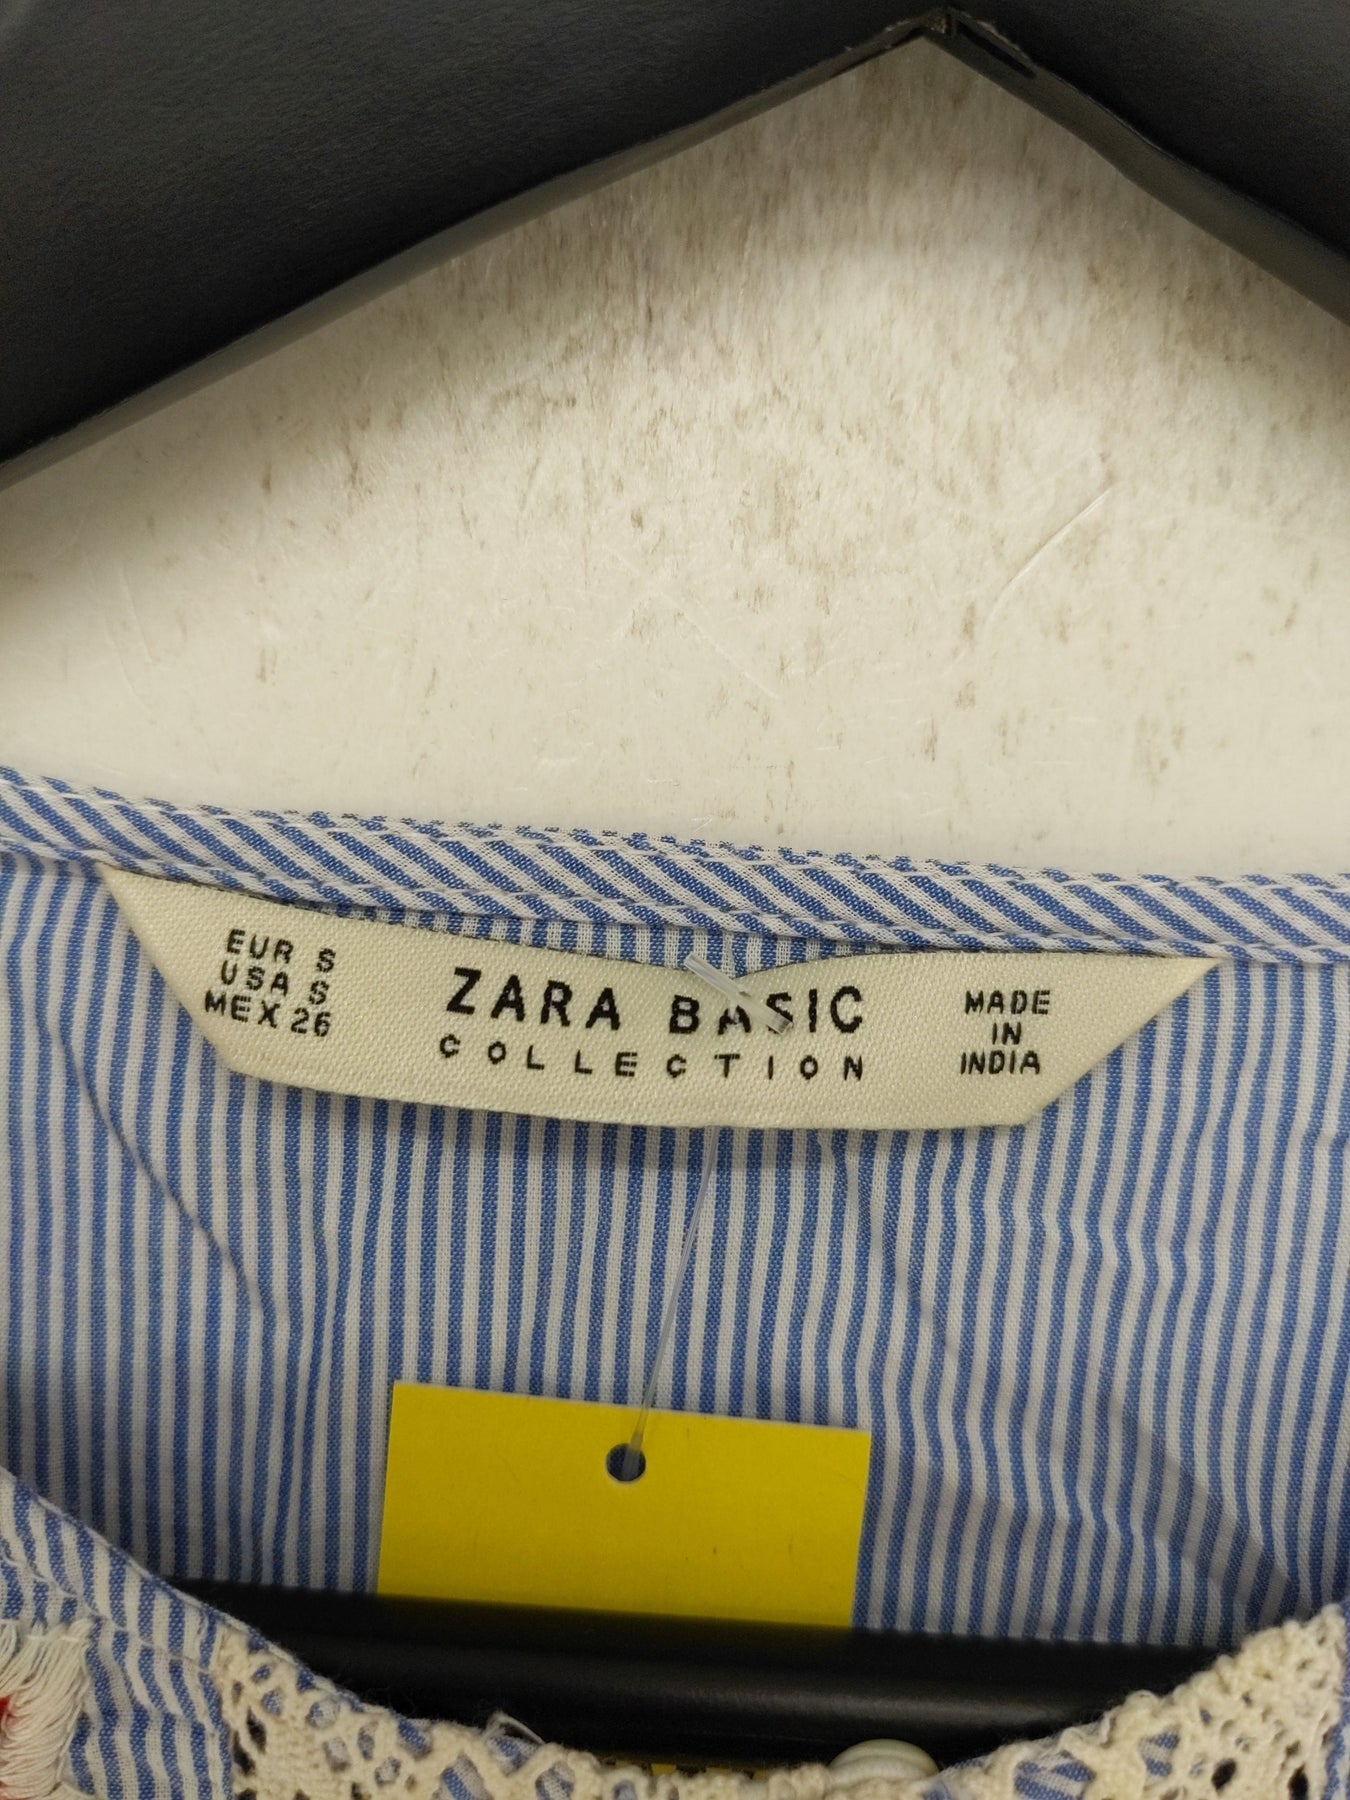 EUR S
USA S
MEX 26
ZARA BASIC
COLLECTION
MADE
IN
INDIA